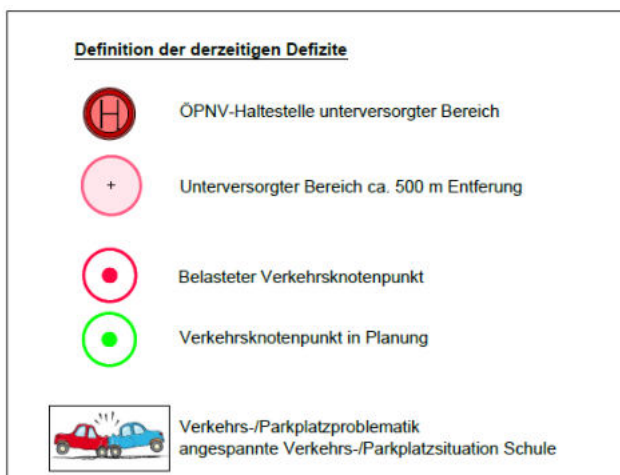 Definition der derzeitigen Defizite
H
ÖPNV-Haltestelle unterversorgter Bereich
Unterversorgter Bereich ca. 500 m Entferung
Belasteter Verkehrsknotenpunkt
Verkehrsknotenpunkt in Planung
Verkehrs-/Parkplatzproblematik
angespannte Verkehrs-/Parkplatzsituation Schule